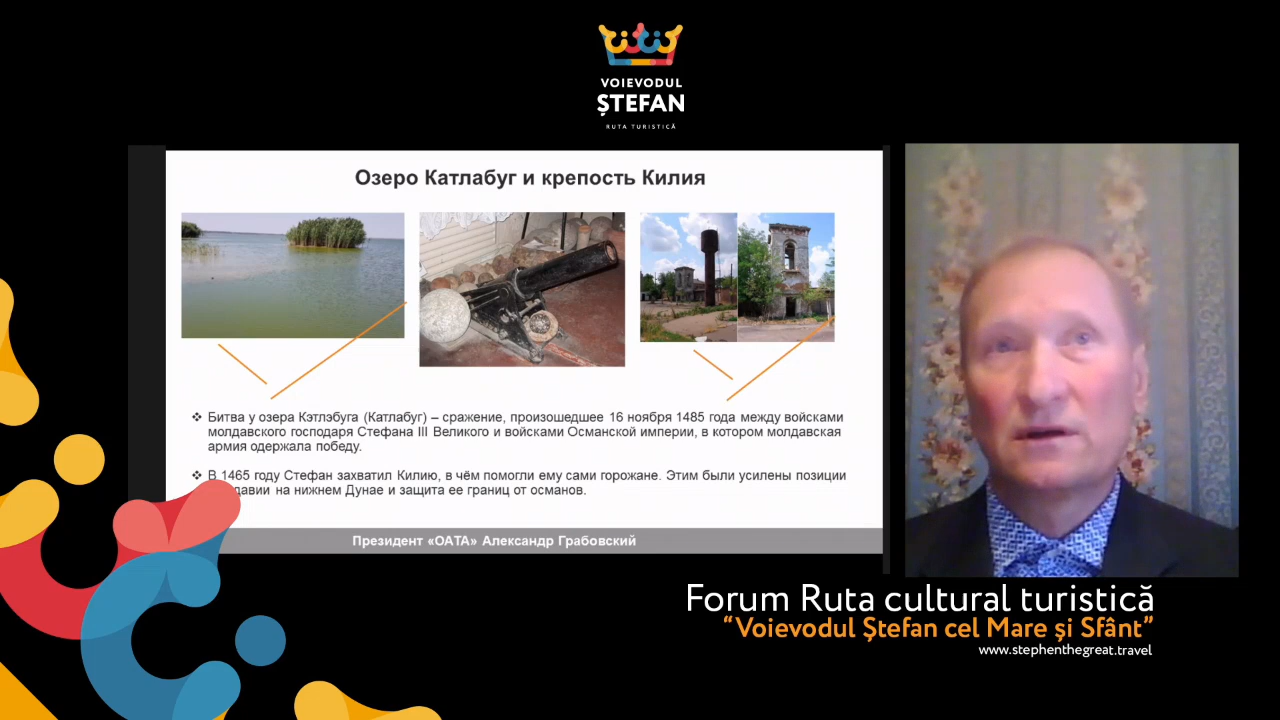 VOIEVODUL
ȘTEFAN
RUTA TURISTICĂ
Озеро Катлабуг и крепость Килия
❖ Битва у озера Кэтлэбуга (Катлабуг) – сражение, произошедшее 16 ноября 1485 года между войсками
молдавского господаря Стефана III Великого и войсками Османской империи, в котором молдавская
армия одержала победу.
❖ В 1465 году Стефан захватил Килию, в чём помогли ему сами горожане. Этим были усилены позиции
на нижнем Дунае и защита ее границ от османов.
Президент «ОАТА» Александр Грабовский
Forum Ruta cultural turistică
“Voievodul Ștefan cel Mare și Sfânt”
www.stephenthegreat.travel